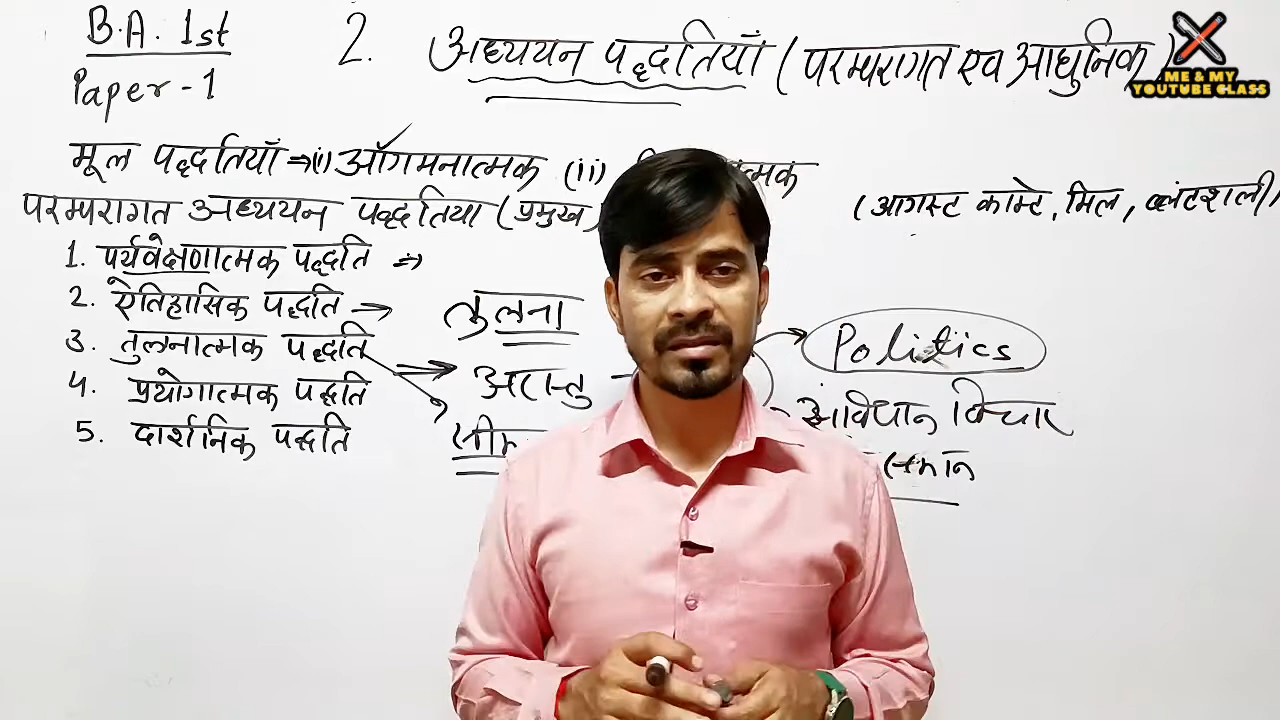 B.A. 1st
Paper - 1
2. अध्ययन पद्धतियाँ (परम्परागत एव आधुनिक)
ME & MY
YOUTUBE CLASS
मूल पद्धतियाँ ⇒ (i) ऑगमनात्मक (ii) त्मक
परम्परागत अध्ययन पद्धतिया (प्रमुख) (आगस्ट काम्टे, मिल, ब्लंटशली)
1. पर्यवेक्षणात्मक पद्धति ⇒
2. ऐतिहासिक पद्धति →
3. तुलनात्मक पद्धति
4. प्रयोगात्मक पद्धति
5. दार्शनिक पद्धति
तुलना
अरस्तु
Politics
संविधान